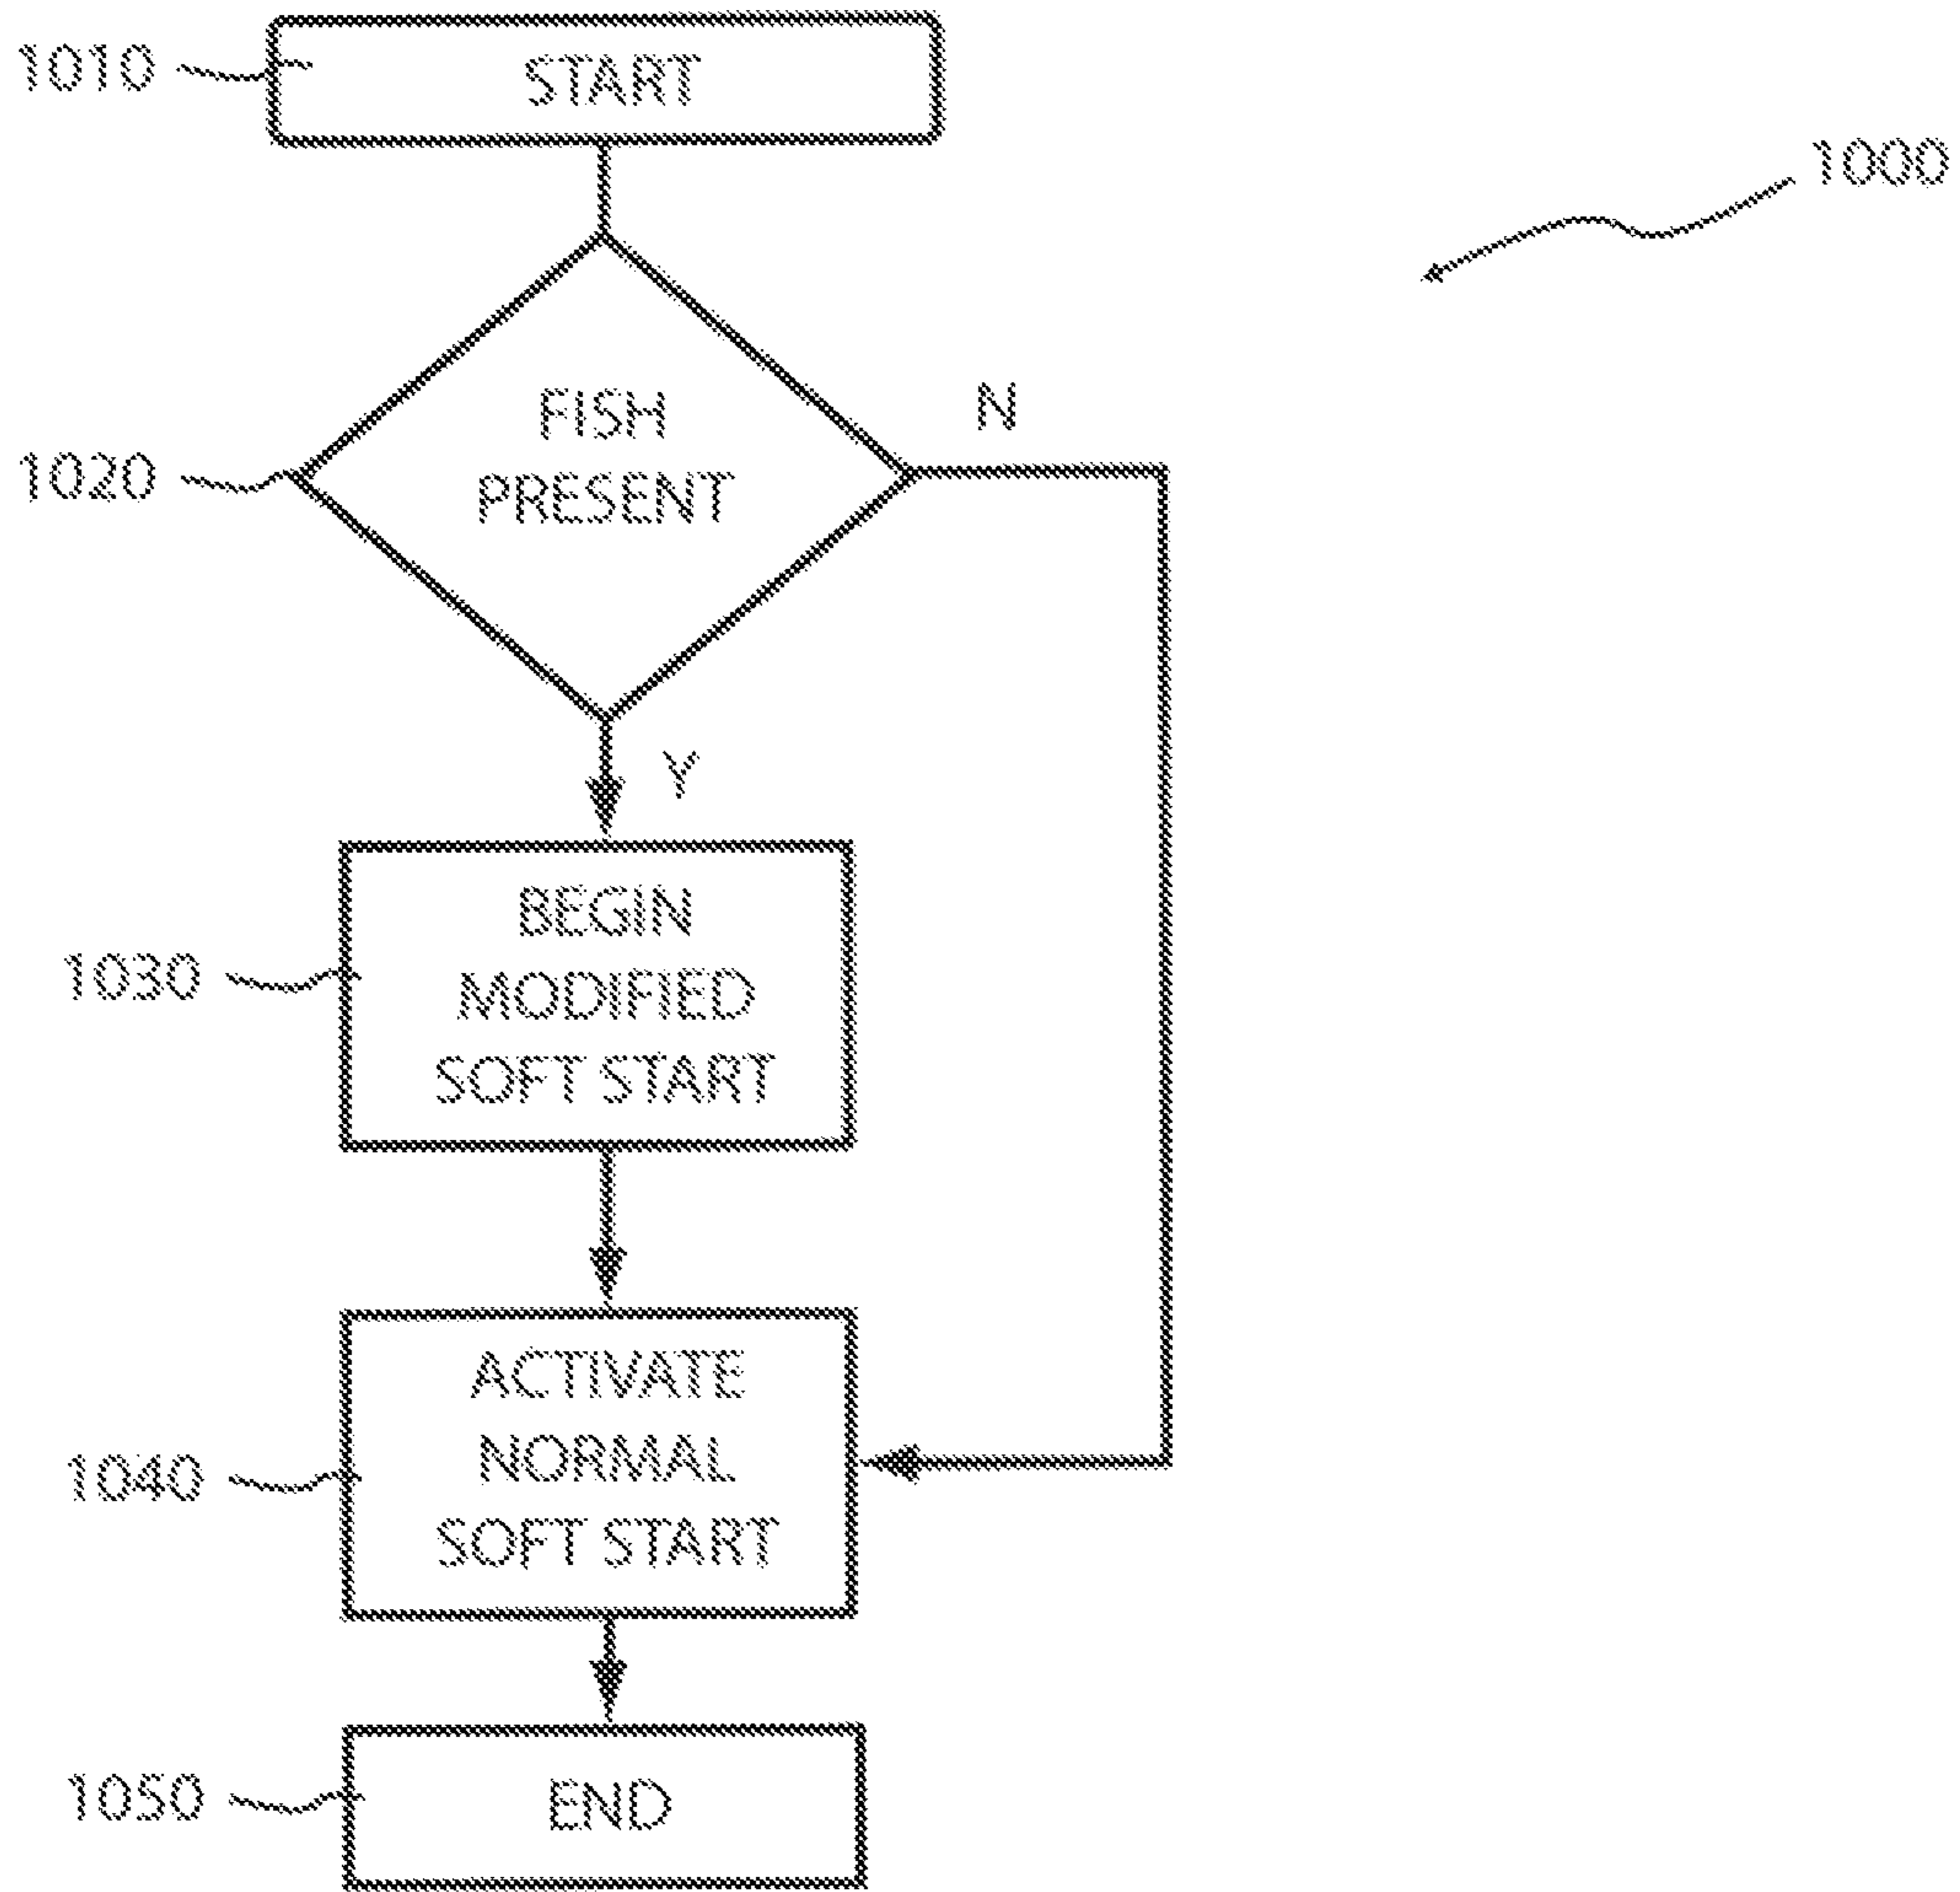 1010
START
1000
FISH
PRESENT
N
1020
Y
BEGIN
MODIFIED
SOFT START
1030
ACTIVATE
NORMAL
SOFT START
1040
END
1050